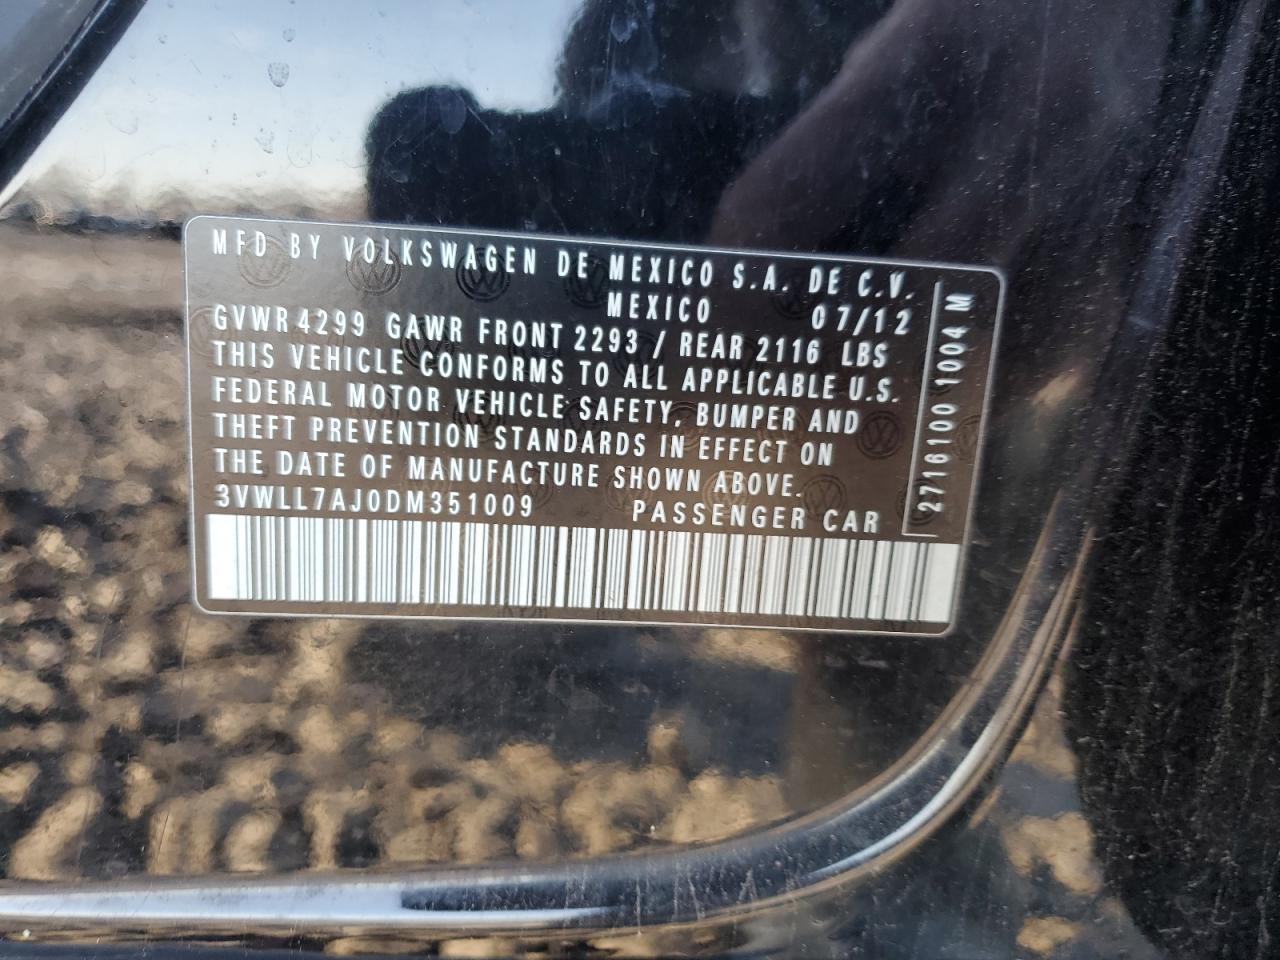 MFD BY VOLKSWAGEN DE MEXICO S.A. DE C.V.
MEXICO 07/12
GVWR 4299 GAWR FRONT 2293 / REAR 2116 LBS
THIS VEHICLE CONFORMS TO ALL APPLICABLE U.S.
FEDERAL MOTOR VEHICLE SAFETY, BUMPER AND
THEFT PREVENTION STANDARDS IN EFFECT ON
THE DATE OF MANUFACTURE SHOWN ABOVE.
3VWLL7AJ0DM351009 PASSENGER CAR
2716100 1004 M